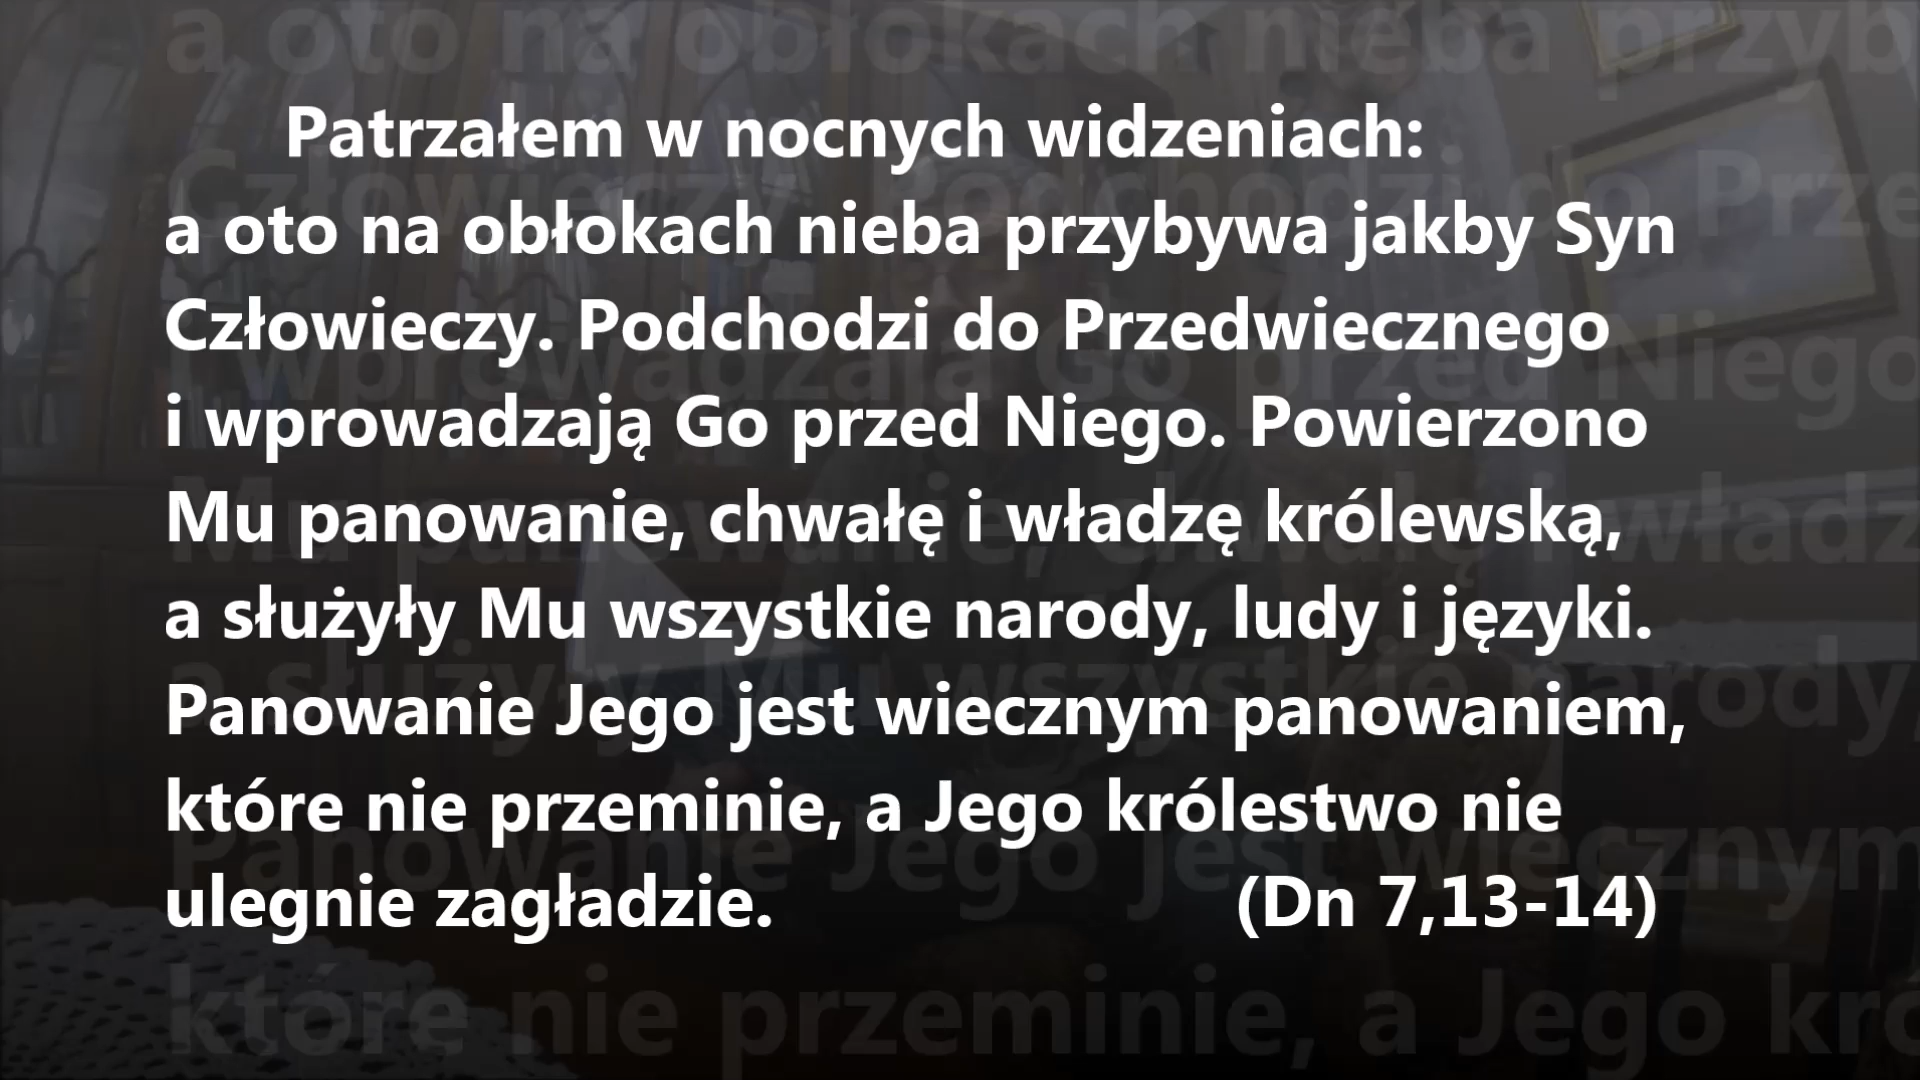 Patrzałem w nocnych widzeniach:
a oto na obłokach nieba przybywa jakby Syn
Człowieczy. Podchodzi do Przedwiecznego
i wprowadzają Go przed Niego. Powierzono
Mu panowanie, chwałę i władzę królewską,
a służyły Mu wszystkie narody, ludy i języki.
Panowanie Jego jest wiecznym panowaniem,
które nie przeminie, a Jego królestwo nie
ulegnie zagładzie. (Dn 7,13-14)